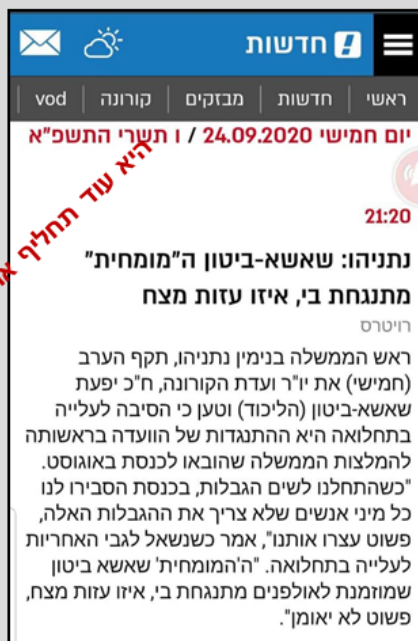 חדשות
ראשי | חדשות | מבזקים | קורונה | vod
יום חמישי 24.09.2020 / ו תשרי התשפ"א
היא עוד תחליף
21:20
נתניהו: שאשא-ביטון ה"מומחית"
מתנגחת בי, איזו עזות מצח
רויטרס
ראש הממשלה בנימין נתניהו, תקף הערב
(חמישי) את יו"ר ועדת הקורונה, ח"כ יפעת
שאשא-ביטון (הליכוד) וטען כי הסיבה לעלייה
בתחלואה היא ההתנגדות של הוועדה בראשותה
להמלצות הממשלה שהובאו לכנסת באוגוסט.
"כשהתחלנו לשים הגבלות, בכנסת הסבירו לנו
כל מיני אנשים שלא צריך את ההגבלות האלה,
פשוט עצרו אותנו", אמר כשנשאל לגבי האחריות
לעלייה בתחלואה. "ה'המומחית' שאשא ביטון
שמוזמנת לאולפנים מתנגחת בי, איזו עזות מצח,
פשוט לא יאומן".